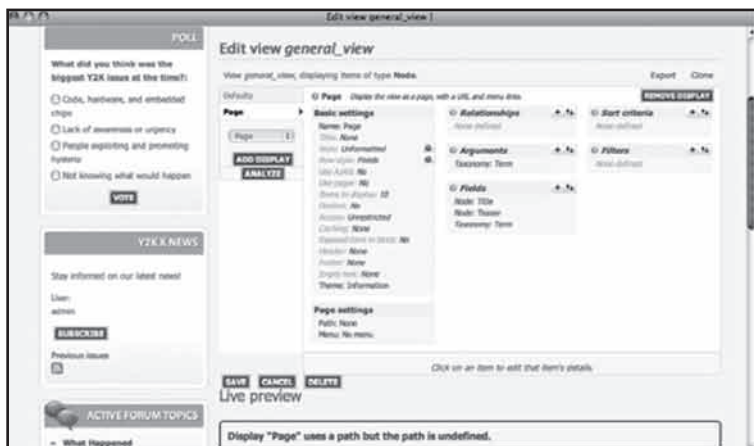 Edit view general_view |
POLL
What did you think was the
biggest Y2K issue at the time?:
Code, hardware, and embedded
chips
Lack of awareness or urgency
People exploiting and promoting
hysteria
Not knowing what would happen
VOTE
Y2K X NEWS
Stay informed on our latest news!
User:
admin
SUBSCRIBE
Previous issues
ACTIVE FORUM TOPICS
What Happened
Edit view general_view
View general_view, displaying items of type Node.
Export Clone
Defaults
Page
Page
ADD DISPLAY
ANALYZE
Page Display the view as a page, with a URL and menu links.
REMOVE DISPLAY
Basic settings
Name: Page
Title: None
Style: Unformatted
Row style: Fields
Use AJAX: No
Use pager: No
Items to display: 10
Distinct: No
Access: Unrestricted
Caching: None
Exposed form in block: No
Header: None
Footer: None
Empty text: None
Theme: Information
Page settings
Path: None
Menu: No menu
Relationships
None defined
Arguments
Taxonomy: Term
Fields
Node: Title
Node: Teaser
Taxonomy: Term
Sort criteria
None defined
Filters
None defined
Click on an item to edit that item's details.
SAVE CANCEL DELETE
Live preview
Display "Page" uses a path but the path is undefined.